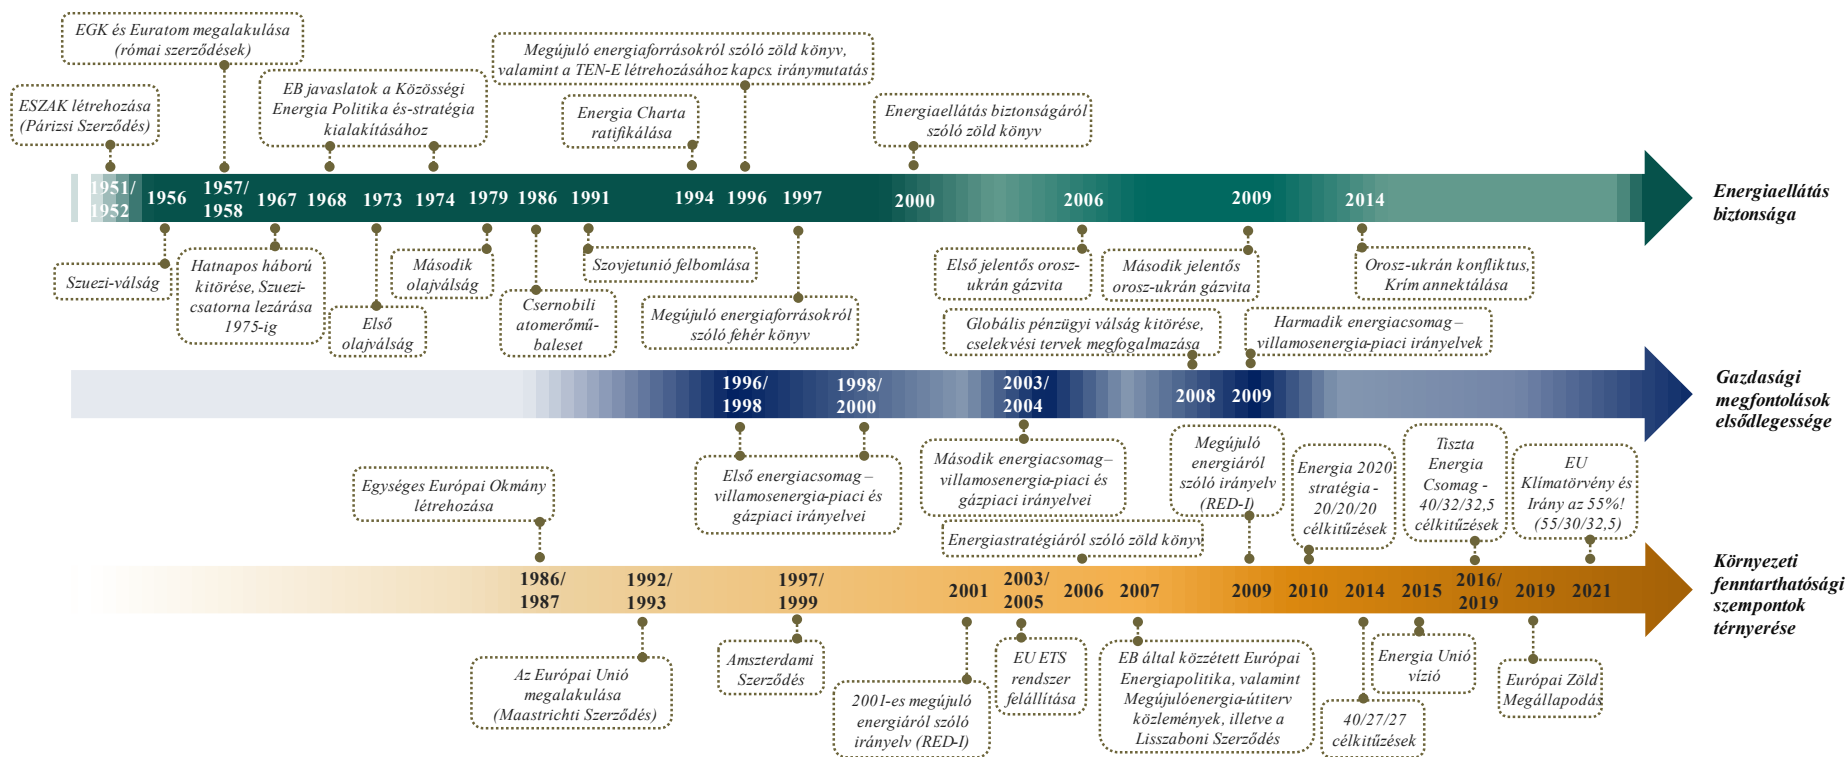 EGK és Euratom megalakulása
(római szerződések)
Megújuló energiaforrásokról szóló zöld könyv,
valamint a TEN-E létrehozásához kapcs. iránymutatás
ESZAK létrehozása
(Párizsi Szerződés)
EB javaslatok a Közösségi
Energia Politika és-stratégia
kialakításához
Energia Charta
ratifikálása
Energiaellátás biztonságáról
szóló zöld könyv
1951/
1952
1956
1957/
1958
1967
1968
1973
1974
1979
1986
1991
1994
1996
1997
2000
2006
2009
2014
Energiaellátás
biztonsága
Szuezi-válság
Hatnapos háború
kitörése, Szuezi-
csatorna lezárása
1975-ig
Első
olajválság
Második
olajválság
Csernobili
atomerőmű-
baleset
Szovjetunió felbomlása
Megújuló energiaforrásokról
szóló fehér könyv
Első jelentős orosz-
ukrán gázvita
Második jelentős
orosz-ukrán gázvita
Orosz-ukrán konfliktus,
Krím annektálása
Globális pénzügyi válság kitörése,
cselekvési tervek megfogalmazása
Harmadik energiacsomag –
villamosenergia-piaci irányelvek
1996/
1998
1998/
2000
2003/
2004
2008
2009
Gazdasági
megfontolások
elsődlegessége
Első energiacsomag –
villamosenergia-piaci és
gázpiaci irányelvei
Második energiacsomag–
villamosenergia-piaci és
gázpiaci irányelvei
Egységes Európai Okmány
létrehozása
Energiastratégiáról szóló zöld könyv
Megújuló
energiáról
szóló irányelv
(RED-I)
Energia 2020
stratégia -
20/20/20
célkitűzések
Tiszta
Energia
Csomag -
40/32/32,5
célkitűzések
EU
Klímatörvény és
Irány az 55%!
(55/30/32,5)
1986/
1987
1992/
1993
1997/
1999
2001
2003/
2005
2006
2007
2009
2010
2014
2015
2016/
2019
2019
2021
Környezeti
fenntarthatósági
szempontok
térnyerése
Az Európai Unió
megalakulása
(Maastrichti Szerződés)
Amszterdami
Szerződés
2001-es megújuló
energiáról szóló
irányelv (RED-I)
EU ETS
rendszer
felállítása
EB által közzétett Európai
Energiapolitika, valamint
Megújulóenergia-útiterv
közlemények, illetve a
Lisszaboni Szerződés
40/27/27
célkitűzések
Energia Unió
vízió
Európai Zöld
Megállapodás